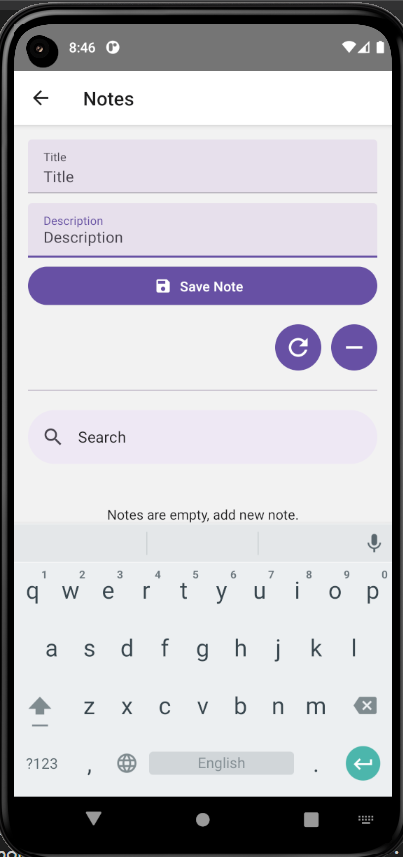 8:46
Notes
Title
Title
Description
Description
Save Note
Search
Notes are empty, add new note.
1 2 3 4 5 6 7 8 9 0
q w e r t y u i o p
a s d f g h j k l
z x c v b n m
?123 , English .